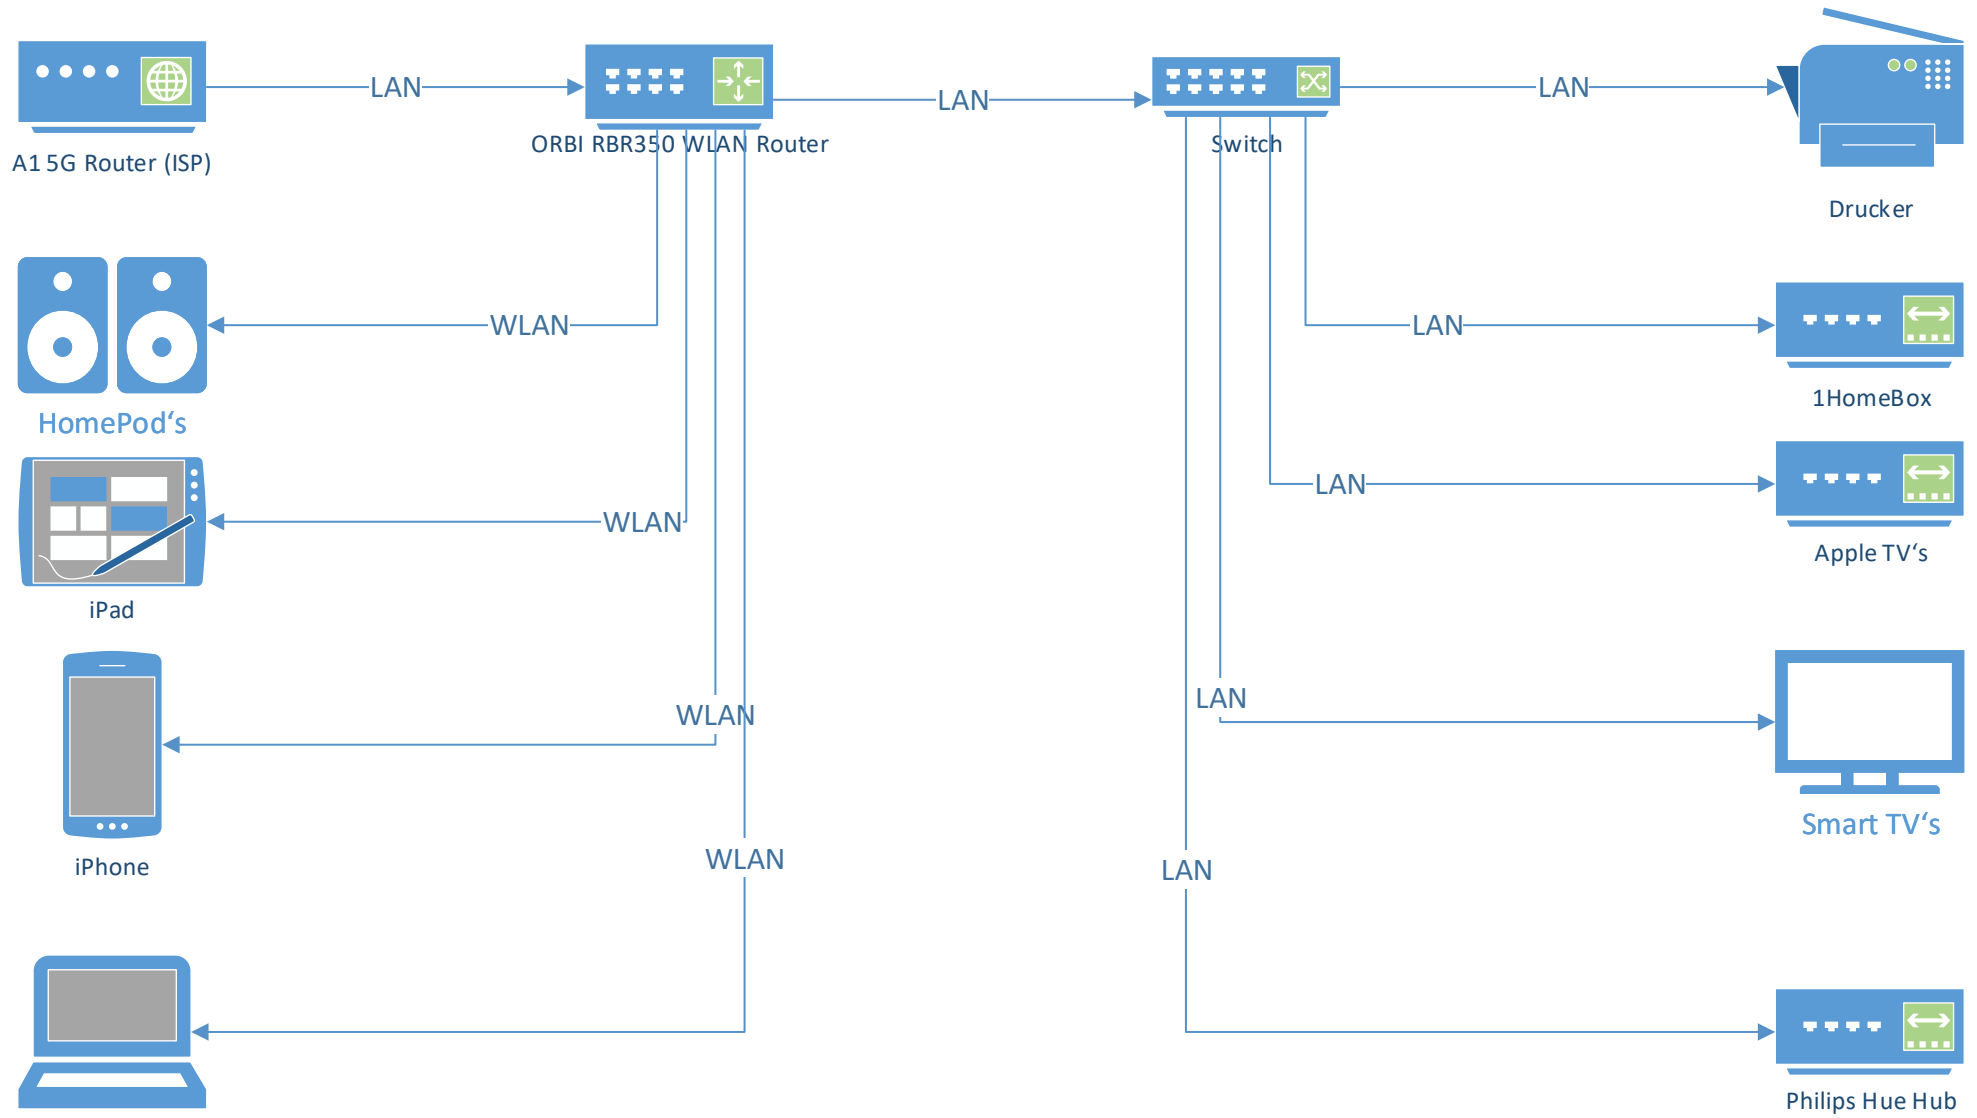 LAN
LAN
LAN
A1 5G Router (ISP)
ORBI RBR350 WLAN Router
Switch
Drucker
WLAN
LAN
HomePod‘s
1HomeBox
WLAN
LAN
iPad
Apple TV‘s
WLAN
LAN
iPhone
Smart TV‘s
WLAN
LAN
Philips Hue Hub